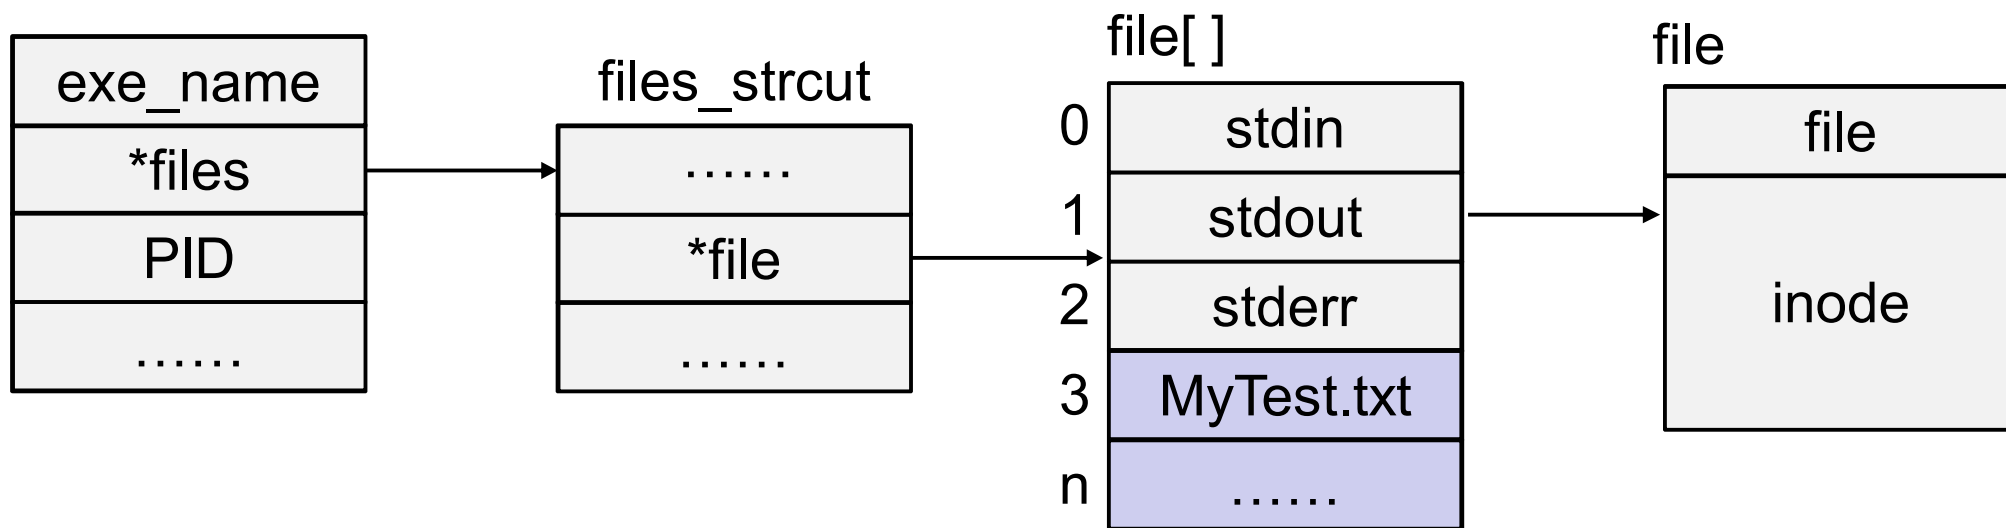 exe_name
*files
PID
......
files_strcut
......
*file
......
file[ ]
0 stdin
1 stdout
2 stderr
3 MyTest.txt
n ......
file
file
inode